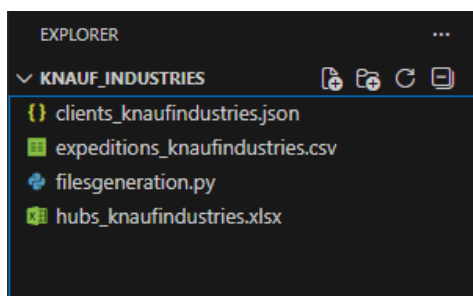 EXPLORER
KNAUF_INDUSTRIES
clients_knaufindustries.json
expeditions_knaufindustries.csv
filesgeneration.py
hubs_knaufindustries.xlsx